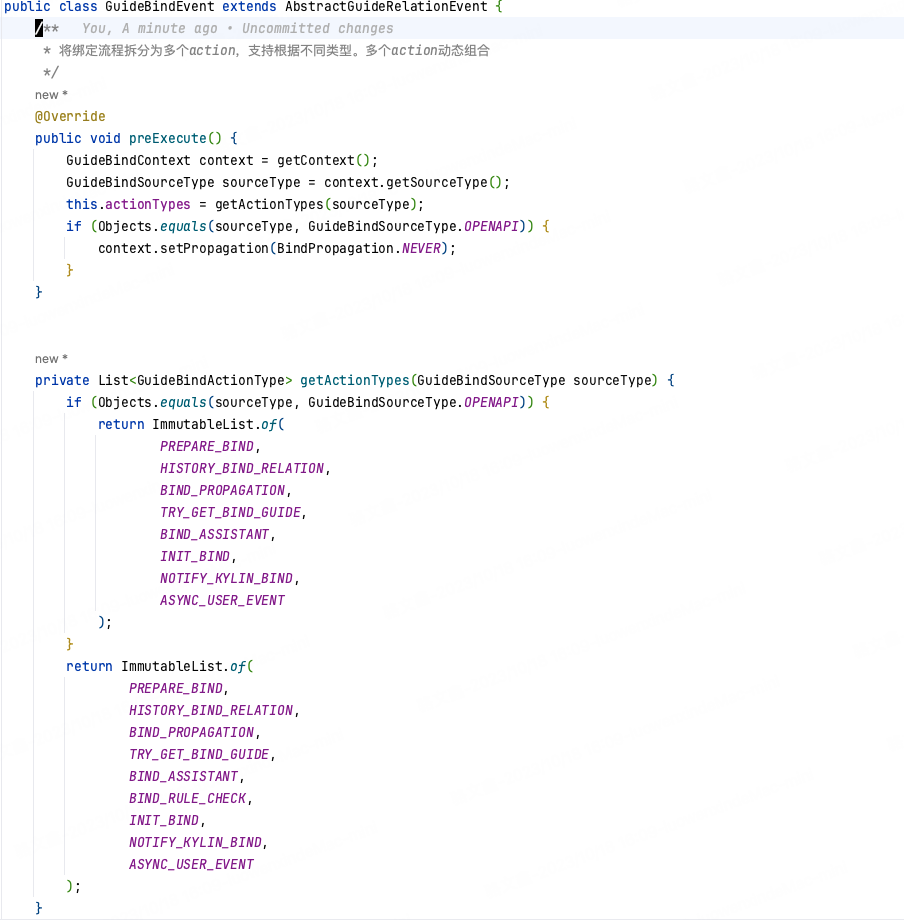 public class GuideBindEvent extends AbstractGuideRelationEvent {
/** You, A minute ago • Uncommitted changes
* 将绑定流程拆分为多个action，支持根据不同类型。多个action动态组合
*/
new *
@Override
public void preExecute() {
GuideBindContext context = getContext();
GuideBindSourceType sourceType = context.getSourceType();
this.actionTypes = getActionTypes(sourceType);
if (Objects.equals(sourceType, GuideBindSourceType.OPENAPI)) {
context.setPropagation(BindPropagation.NEVER);
}
}
new *
private List<GuideBindActionType> getActionTypes(GuideBindSourceType sourceType) {
if (Objects.equals(sourceType, GuideBindSourceType.OPENAPI)) {
return ImmutableList.of(
PREPARE_BIND,
HISTORY_BIND_RELATION,
BIND_PROPAGATION,
TRY_GET_BIND_GUIDE,
BIND_ASSISTANT,
INIT_BIND,
NOTIFY_KYLIN_BIND,
ASYNC_USER_EVENT
);
}
return ImmutableList.of(
PREPARE_BIND,
HISTORY_BIND_RELATION,
BIND_PROPAGATION,
TRY_GET_BIND_GUIDE,
BIND_ASSISTANT,
BIND_RULE_CHECK,
INIT_BIND,
NOTIFY_KYLIN_BIND,
ASYNC_USER_EVENT
);
}